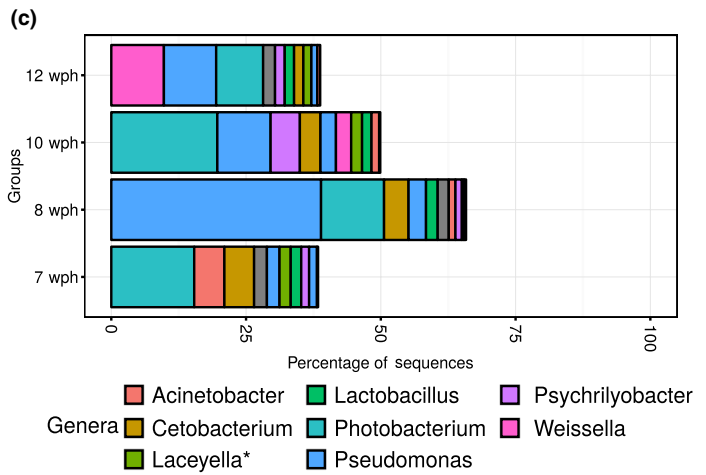 (c)
12 wph
10 wph
8 wph
7 wph
Groups
0 25 50 75 100
Percentage of sequences
Genera
Acinetobacter Lactobacillus Psychrilyobacter
Cetobacterium Photobacterium Weissella
Laceyella* Pseudomonas